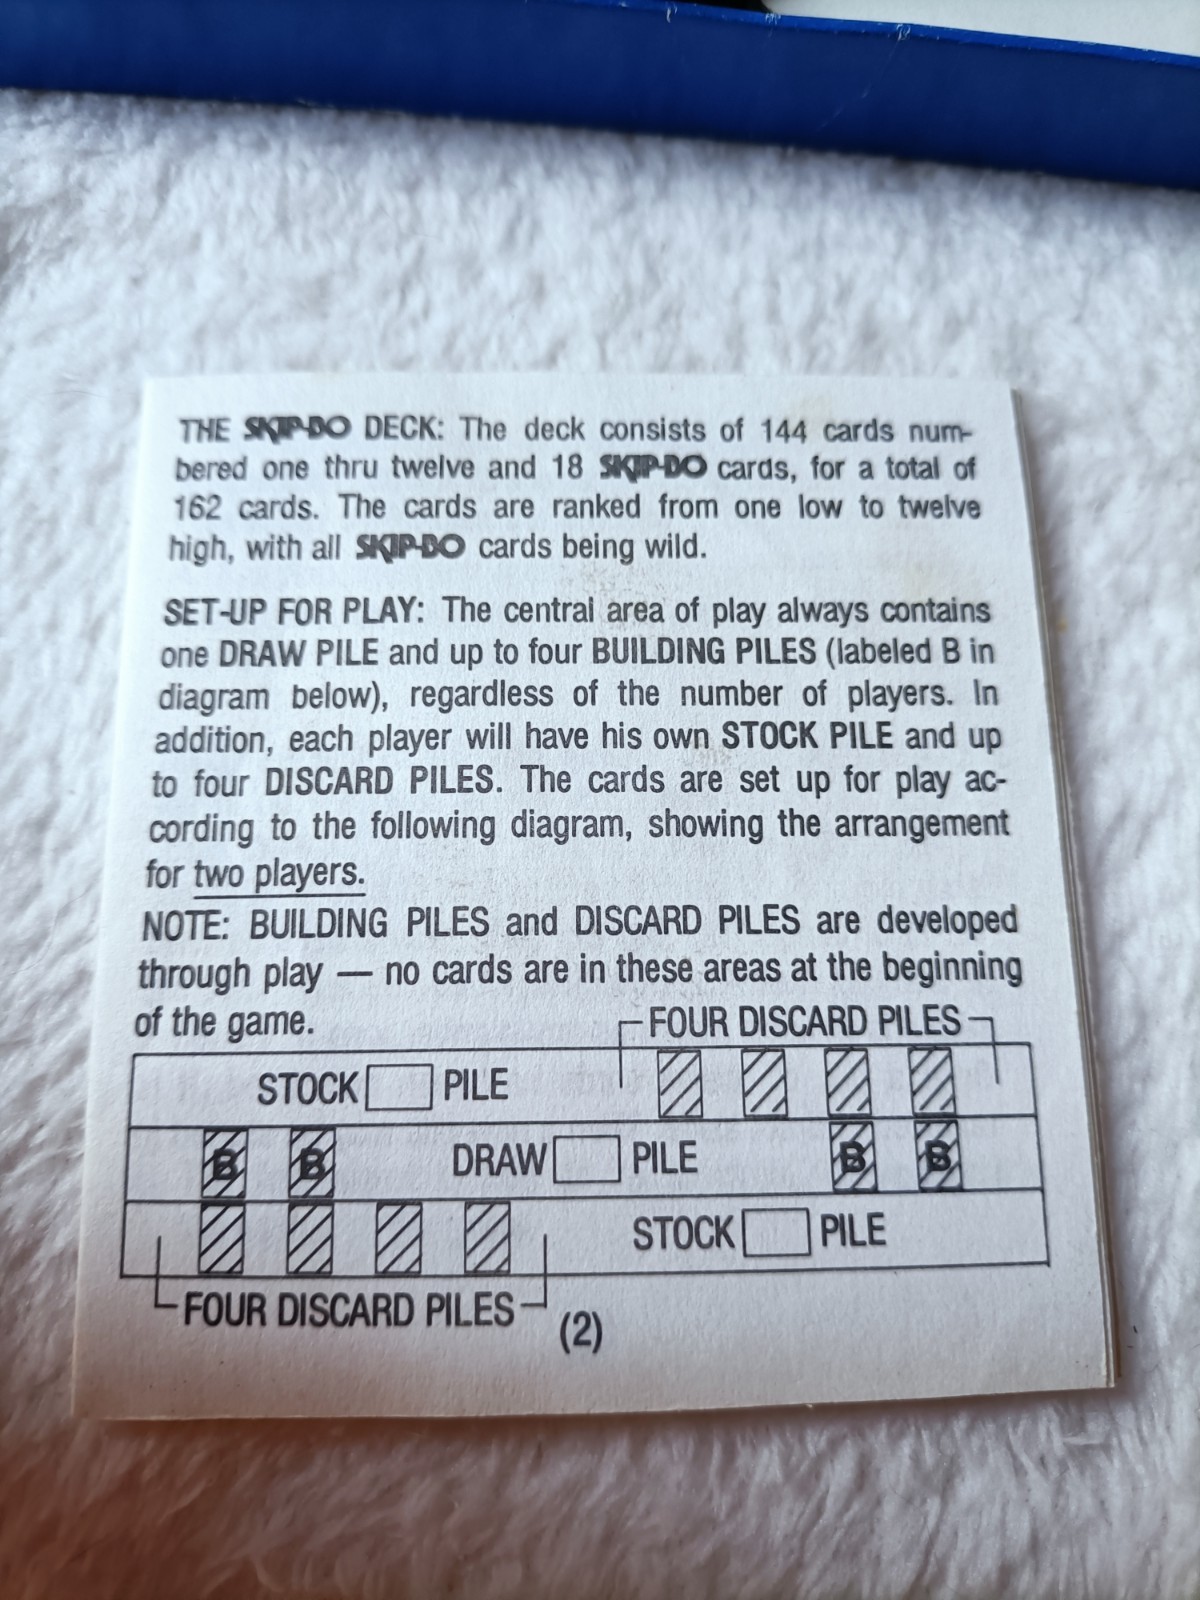 THE SKIP-BO DECK: The deck consists of 144 cards num-
bered one thru twelve and 18 SKIP-BO cards, for a total of
162 cards. The cards are ranked from one low to twelve
high, with all SKIP-BO cards being wild.
SET-UP FOR PLAY: The central area of play always contains
one DRAW PILE and up to four BUILDING PILES (labeled B in
diagram below), regardless of the number of players. In
addition, each player will have his own STOCK PILE and up
to four DISCARD PILES. The cards are set up for play ac-
cording to the following diagram, showing the arrangement
for two players.
NOTE: BUILDING PILES and DISCARD PILES are developed
through play — no cards are in these areas at the beginning
of the game.
FOUR DISCARD PILES
STOCK PILE
B B DRAW PILE B B
STOCK PILE
FOUR DISCARD PILES
(2)